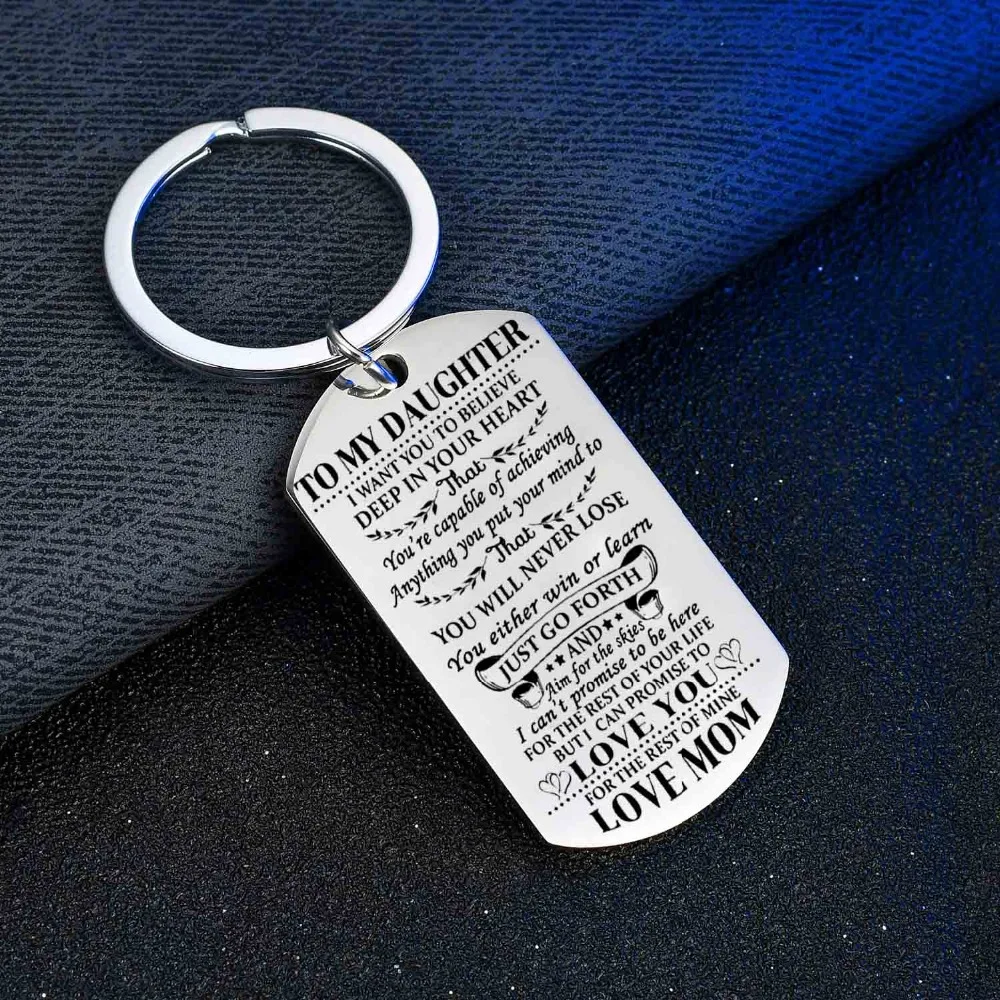 TO MY DAUGHTER
I WANT YOU TO BELIEVE
DEEP IN YOUR HEART
That
You're capable of achieving
Anything you put your mind to
That
YOU WILL NEVER LOSE
You either win or learn
JUST GO FORTH
AND
Aim for the skies
I can't promise to be here
FOR THE REST OF YOUR LIFE
BUT I CAN PROMISE TO
LOVE YOU
FOR THE REST OF MINE
LOVE MOM